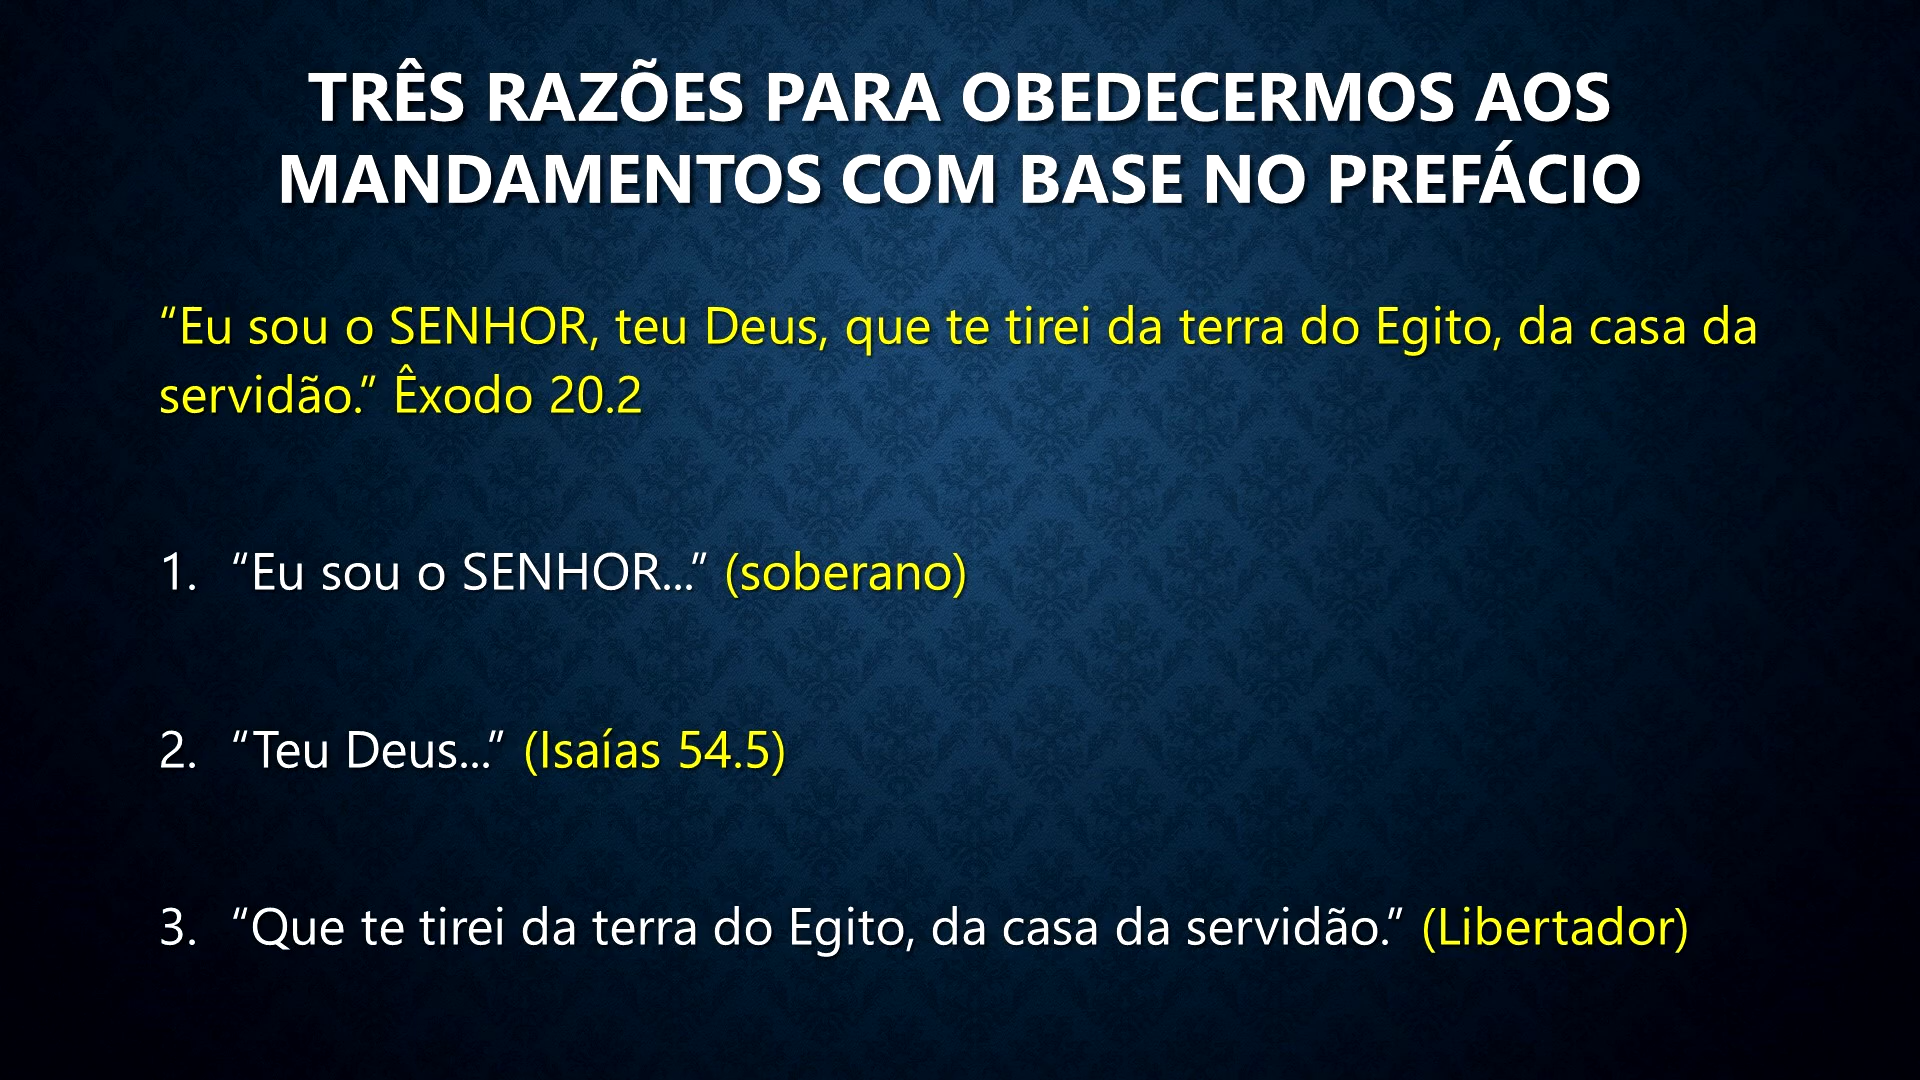 TRÊS RAZÕES PARA OBEDECERMOS AOS
MANDAMENTOS COM BASE NO PREFÁCIO
“Eu sou o SENHOR, teu Deus, que te tirei da terra do Egito, da casa da
servidão.” Êxodo 20.2
1. “Eu sou o SENHOR...” (soberano)
2. “Teu Deus...” (Isaías 54.5)
3. “Que te tirei da terra do Egito, da casa da servidão.” (Libertador)